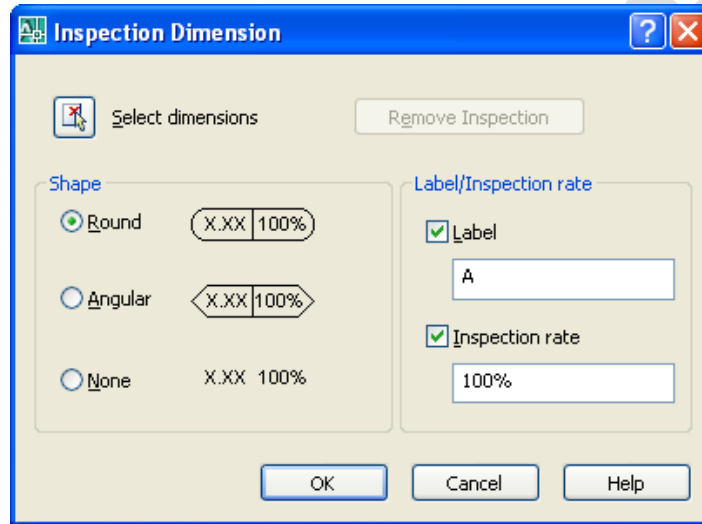 Inspection Dimension
Select dimensions
Remove Inspection
Shape
Label/Inspection rate
Round
X.XX 100%
Label
A
Angular
X.XX 100%
Inspection rate
None
X.XX 100%
100%
OK
Cancel
Help